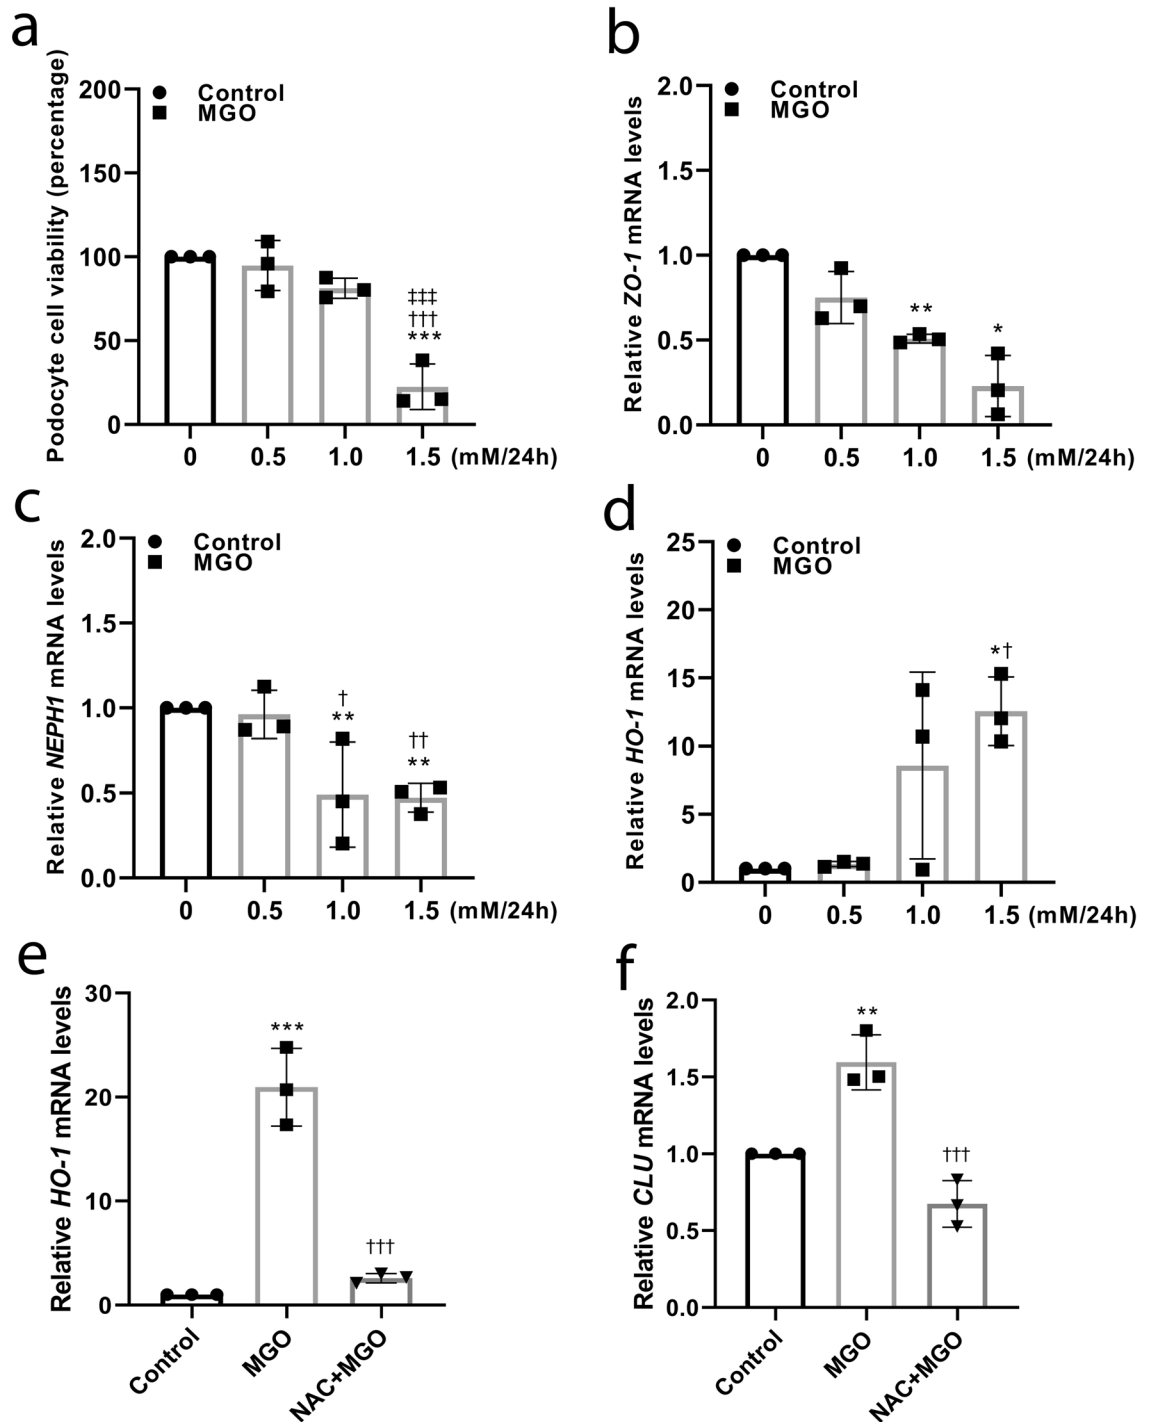 a
Podocyte cell viability (percentage)
200
150
100
50
0
Control
MGO
‡‡‡
†††
***
0 0.5 1.0 1.5 (mM/24h)
b
Relative ZO-1 mRNA levels
2.0
1.5
1.0
0.5
0.0
Control
MGO
**
*
0 0.5 1.0 1.5 (mM/24h)
c
Relative NEPH1 mRNA levels
2.0
1.5
1.0
0.5
0.0
Control
MGO
†
**
††
**
0 0.5 1.0 1.5 (mM/24h)
d
Relative HO-1 mRNA levels
25
20
15
10
5
0
Control
MGO
*†
0 0.5 1.0 1.5 (mM/24h)
e
Relative HO-1 mRNA levels
30
20
10
0
***
†††
Control
MGO
NAC+MGO
f
Relative CLU mRNA levels
2.0
1.5
1.0
0.5
0.0
**
†††
Control
MGO
NAC+MGO